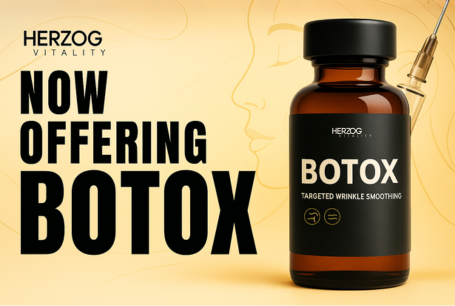 HERZOG
VITALITY
NOW
OFFERING
BOTOX
HERZOG
VITALITY
BOTOX
TARGETED WRINKLE SMOOTHING